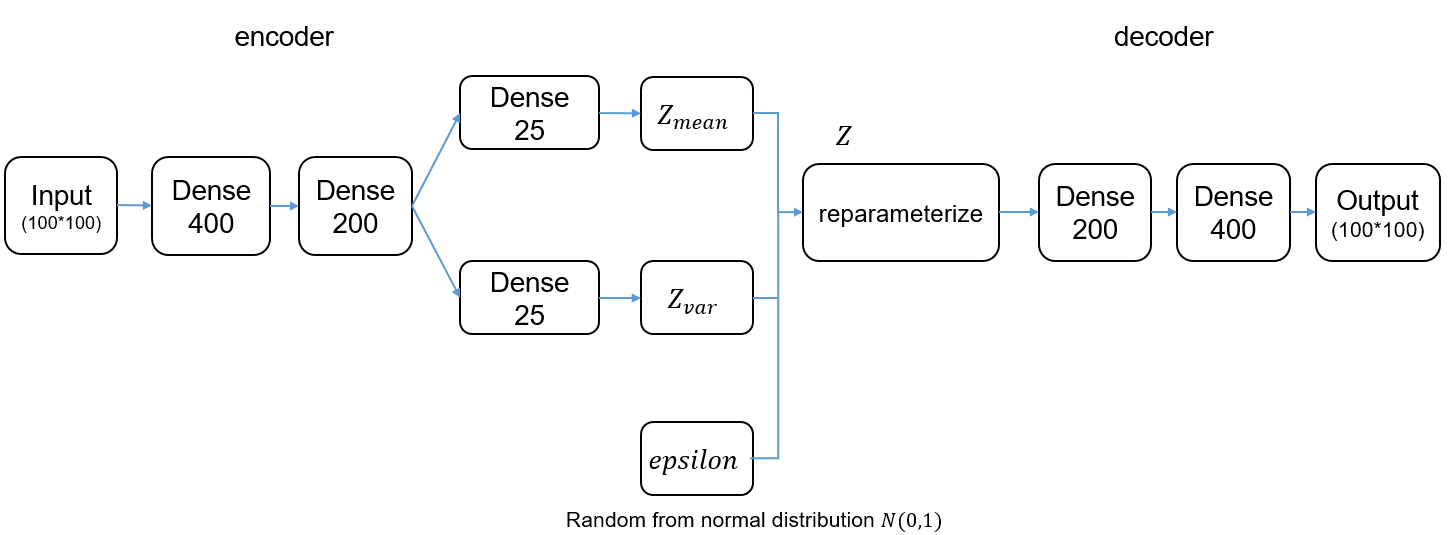 encoder
decoder
Input
(100*100)
Dense
400
Dense
200
Dense
25
Z_{mean}
Dense
25
Z_{var}
epsilon
Random from normal distribution N(0,1)
Z
reparameterize
Dense
200
Dense
400
Output
(100*100)